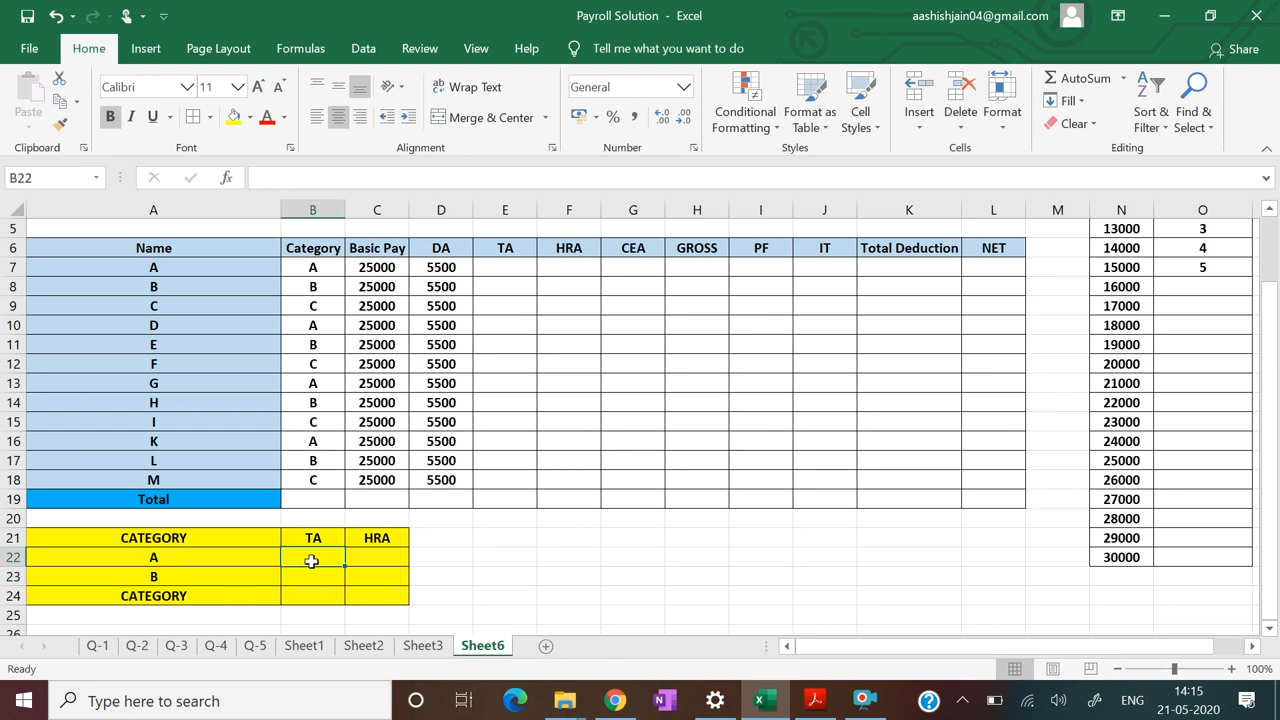 Payroll Solution - Excel
aashishjain04@gmail.com
File Home Insert Page Layout Formulas Data Review View Help Tell me what you want to do Share
Paste
Clipboard
Calibri 11
B I U
Font
Wrap Text
Merge & Center
Alignment
General
% ,
Number
Conditional Formatting
Format as Table
Cell Styles
Styles
Insert Delete Format
Cells
AutoSum
Fill
Clear
Sort & Filter
Find & Select
Editing
B22 fx
A B C D E F G H I J K L M N O
5 13000 3
6 Name Category Basic Pay DA TA HRA CEA GROSS PF IT Total Deduction NET 14000 4
7 A A 25000 5500 15000 5
8 B B 25000 5500 16000
9 C C 25000 5500 17000
10 D A 25000 5500 18000
11 E B 25000 5500 19000
12 F C 25000 5500 20000
13 G A 25000 5500 21000
14 H B 25000 5500 22000
15 I C 25000 5500 23000
16 K A 25000 5500 24000
17 L B 25000 5500 25000
18 M C 25000 5500 26000
19 Total 27000
20 28000
21 CATEGORY TA HRA 29000
22 A 30000
23 B
24 CATEGORY
25
26
Q-1 Q-2 Q-3 Q-4 Q-5 Sheet1 Sheet2 Sheet3 Sheet6
Ready 100%
Type here to search
ENG
14:15
21-05-2020